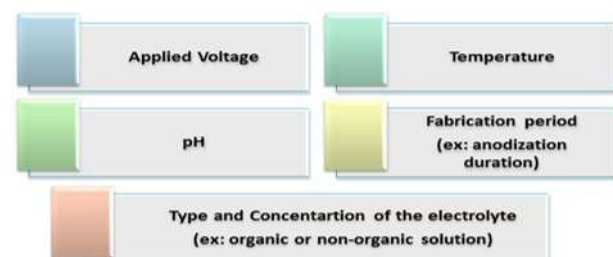 Applied Voltage
Temperature
pH
Fabrication period
(ex: anodization
duration)
Type and Concentartion of the electrolyte
(ex: organic or non-organic solution)